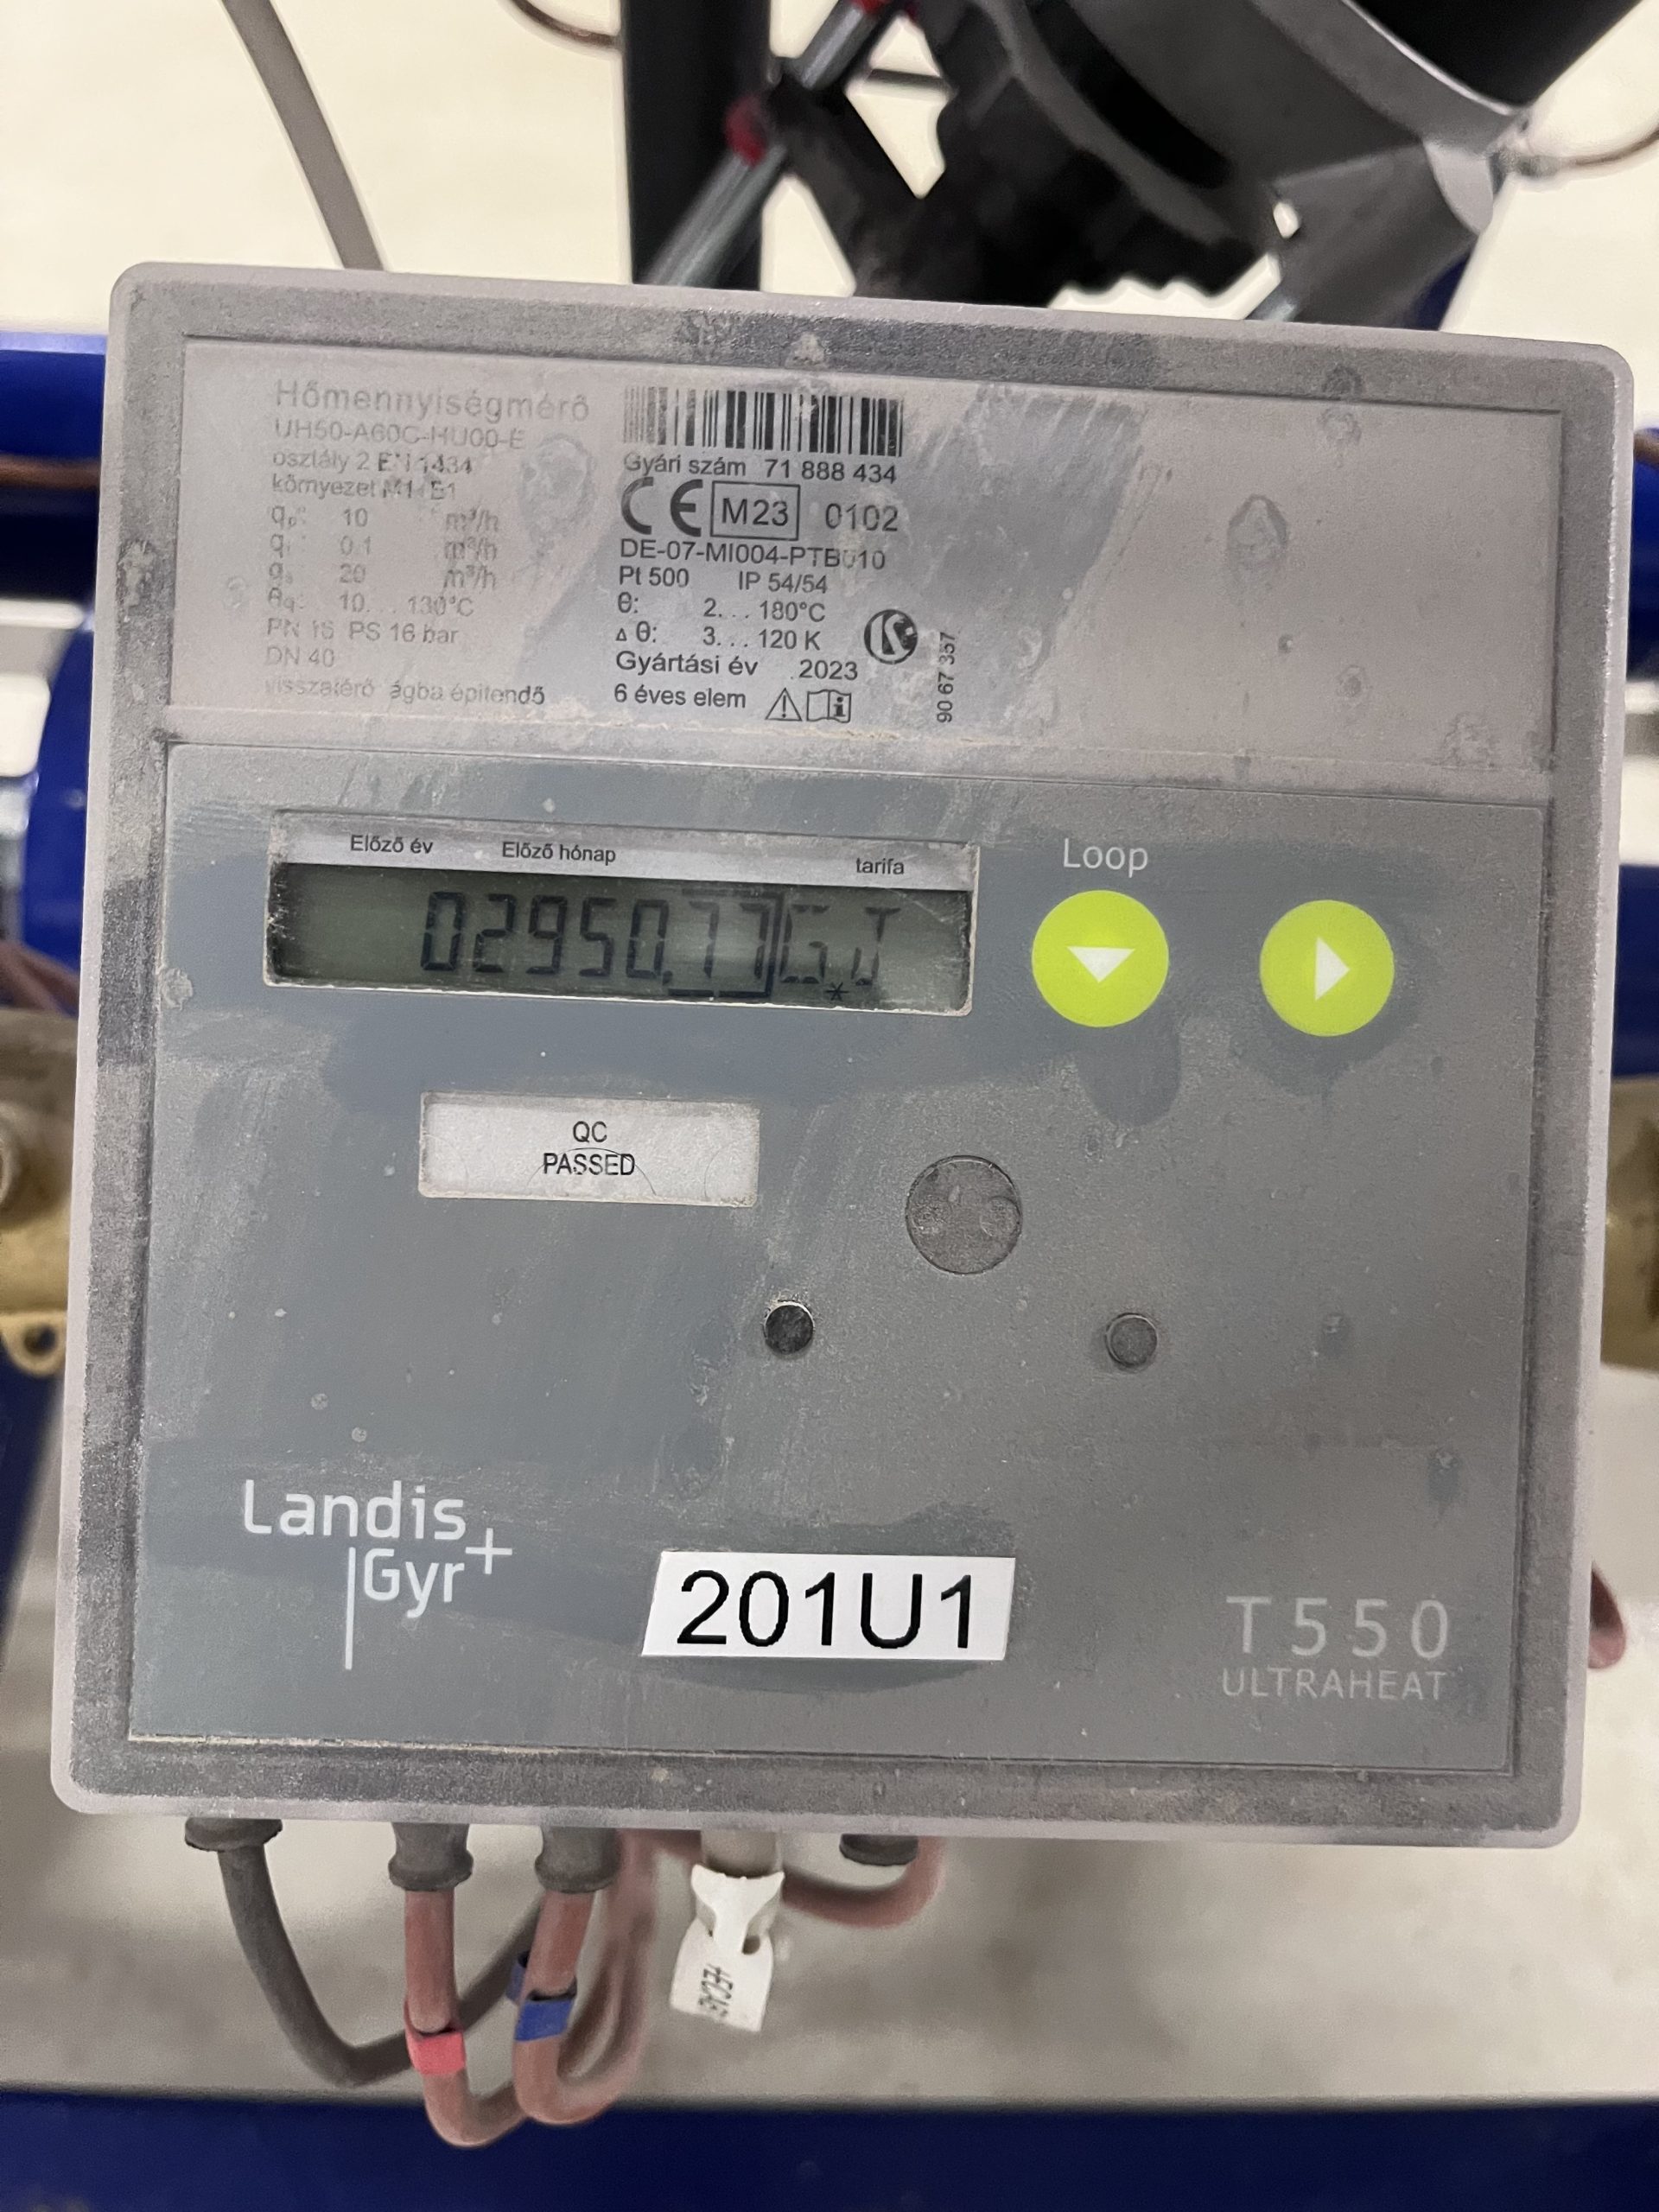 Hőmennyiségmérő
UH50-A60C-HU00-E
osztály 2 EN 1434
környezet M1 E1
qp: 10 m³/h
qi: 0.1 m³/h
qs: 20 m³/h
θq: 10...130°C
PN 16 PS 16 bar
DN 40
visszatérő ágba építendő
Gyári szám 71 888 434
CE M23 0102
DE-07-MI004-PTB010
Pt 500 IP 54/54
θ: 2...180°C
Δ θ: 3...120 K
Gyártási év 2023
6 éves elem
90 67 357
Előző év Előző hónap tarifa
02950.77 GJ
Loop
QC
PASSED
Landis
Gyr+
201U1
T550
ULTRAHEAT